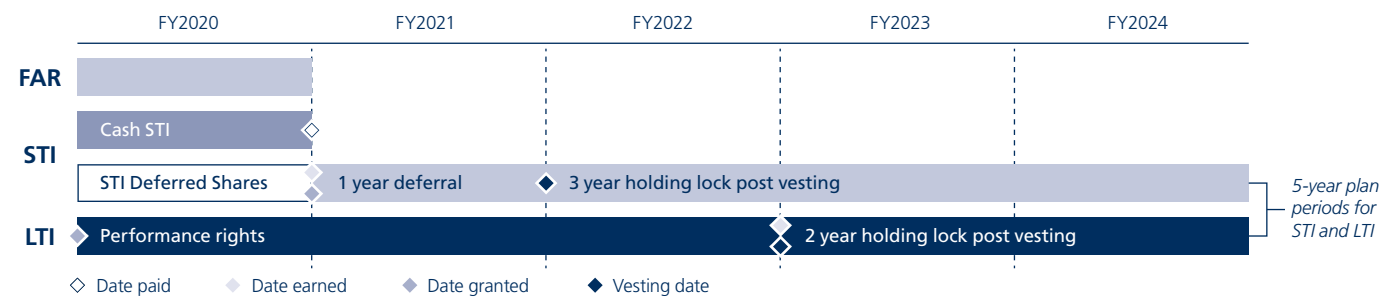 FY2020 FY2021 FY2022 FY2023 FY2024
FAR
STI
Cash STI
STI Deferred Shares 1 year deferral 3 year holding lock post vesting
LTI Performance rights 2 year holding lock post vesting
5-year plan
periods for
STI and LTI
Date paid Date earned Date granted Vesting date